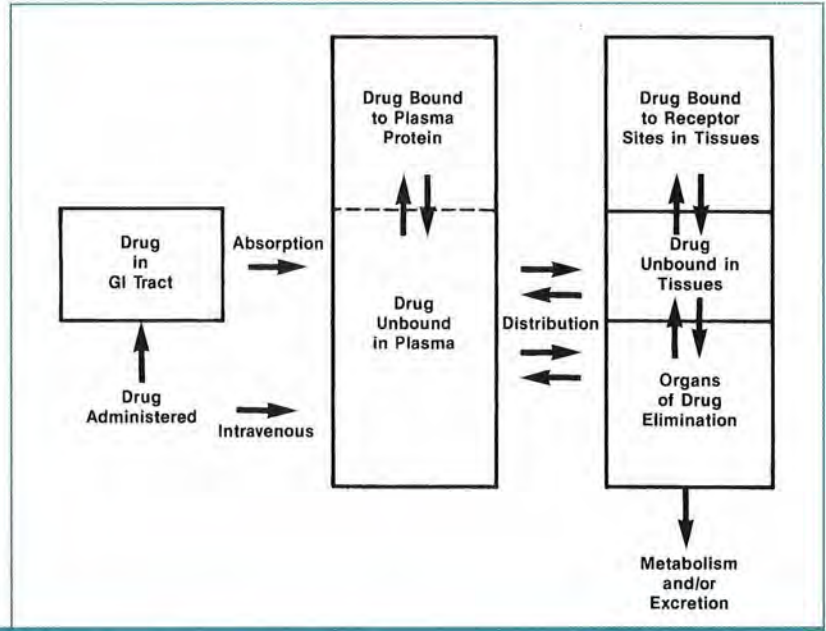 Drug
in
GI Tract
Drug
Administered
Absorption
Intravenous
Drug Bound
to Plasma
Protein
Drug
Unbound
in Plasma
Distribution
Drug Bound
to Receptor
Sites in Tissues
Drug
Unbound in
Tissues
Organs
of Drug
Elimination
Metabolism
and/or
Excretion